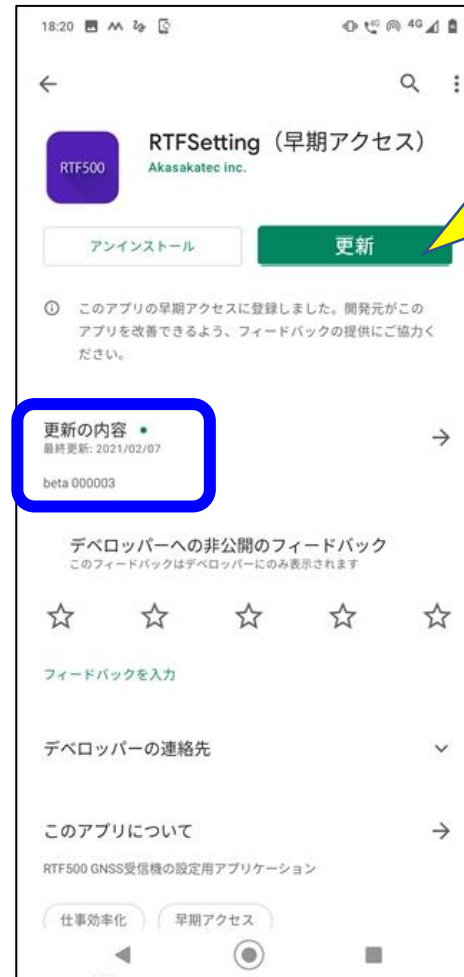 18:20
4G
4G
RTF500
RTFSetting（早期アクセス）
Akasakatec inc.
アンインストール
更新
このアプリの早期アクセスに登録しました。開発元がこの
アプリを改善できるよう、フィードバックの提供にご協力く
ださい。
更新の内容
最終更新: 2021/02/07
beta 000003
デベロッパーへの非公開のフィードバック
このフィードバックはデベロッパーにのみ表示されます
フィードバックを入力
デベロッパーの連絡先
このアプリについて
RTF500 GNSS受信機の設定用アプリケーション
仕事効率化
早期アクセス